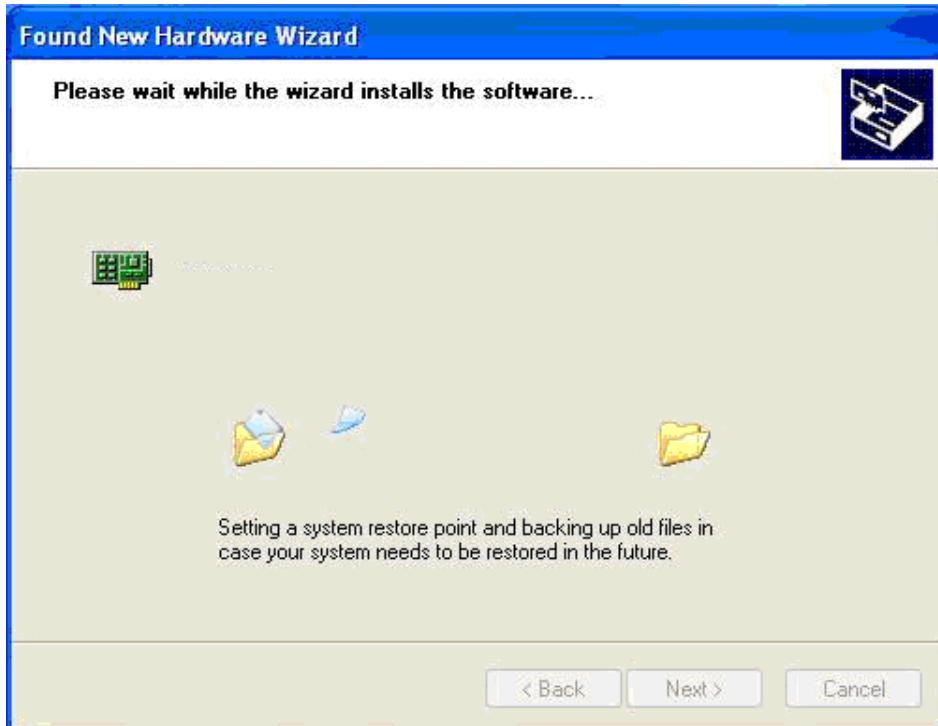 Found New Hardware Wizard
Please wait while the wizard installs the software...
Setting a system restore point and backing up old files in
case your system needs to be restored in the future.
< Back
Next >
Cancel